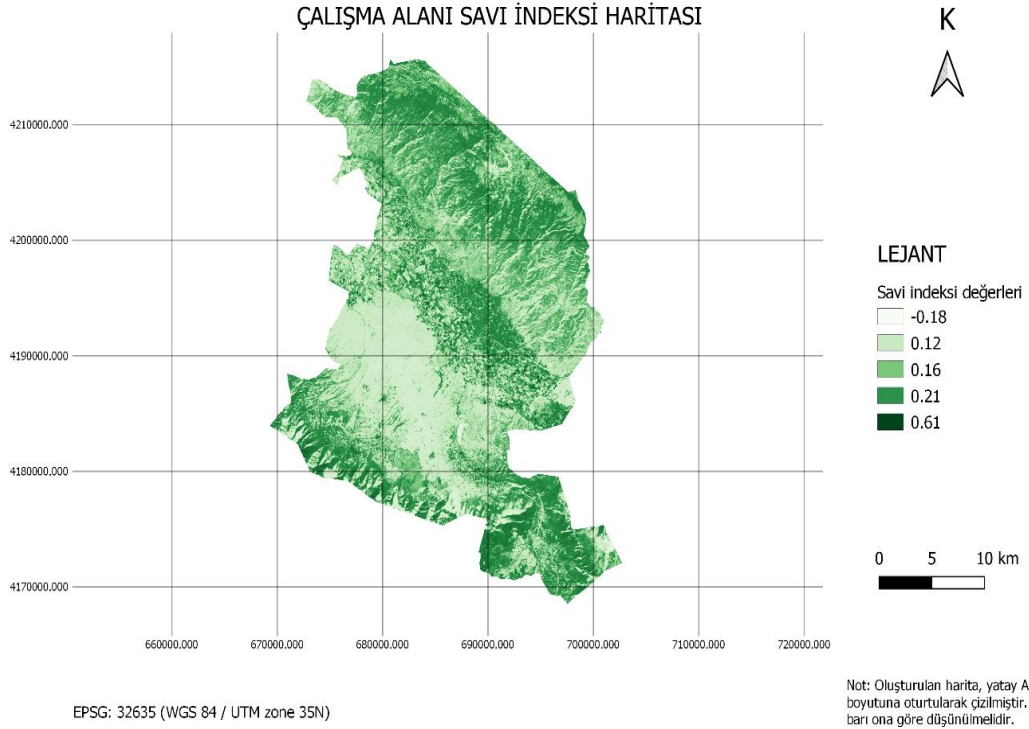 ÇALIŞMA ALANI SAVI İNDEKSİ HARİTASI
K
4210000.000
4200000.000
4190000.000
4180000.000
4170000.000
660000.000 670000.000 680000.000 690000.000 700000.000 710000.000 720000.000
LEJANT
Savi indeksi değerleri
-0.18
0.12
0.16
0.21
0.61
0 5 10 km
EPSG: 32635 (WGS 84 / UTM zone 35N)
Not: Oluşturulan harita, yatay A
boyutuna oturtularak çizilmiştir.
barı ona göre düşünülmelidir.